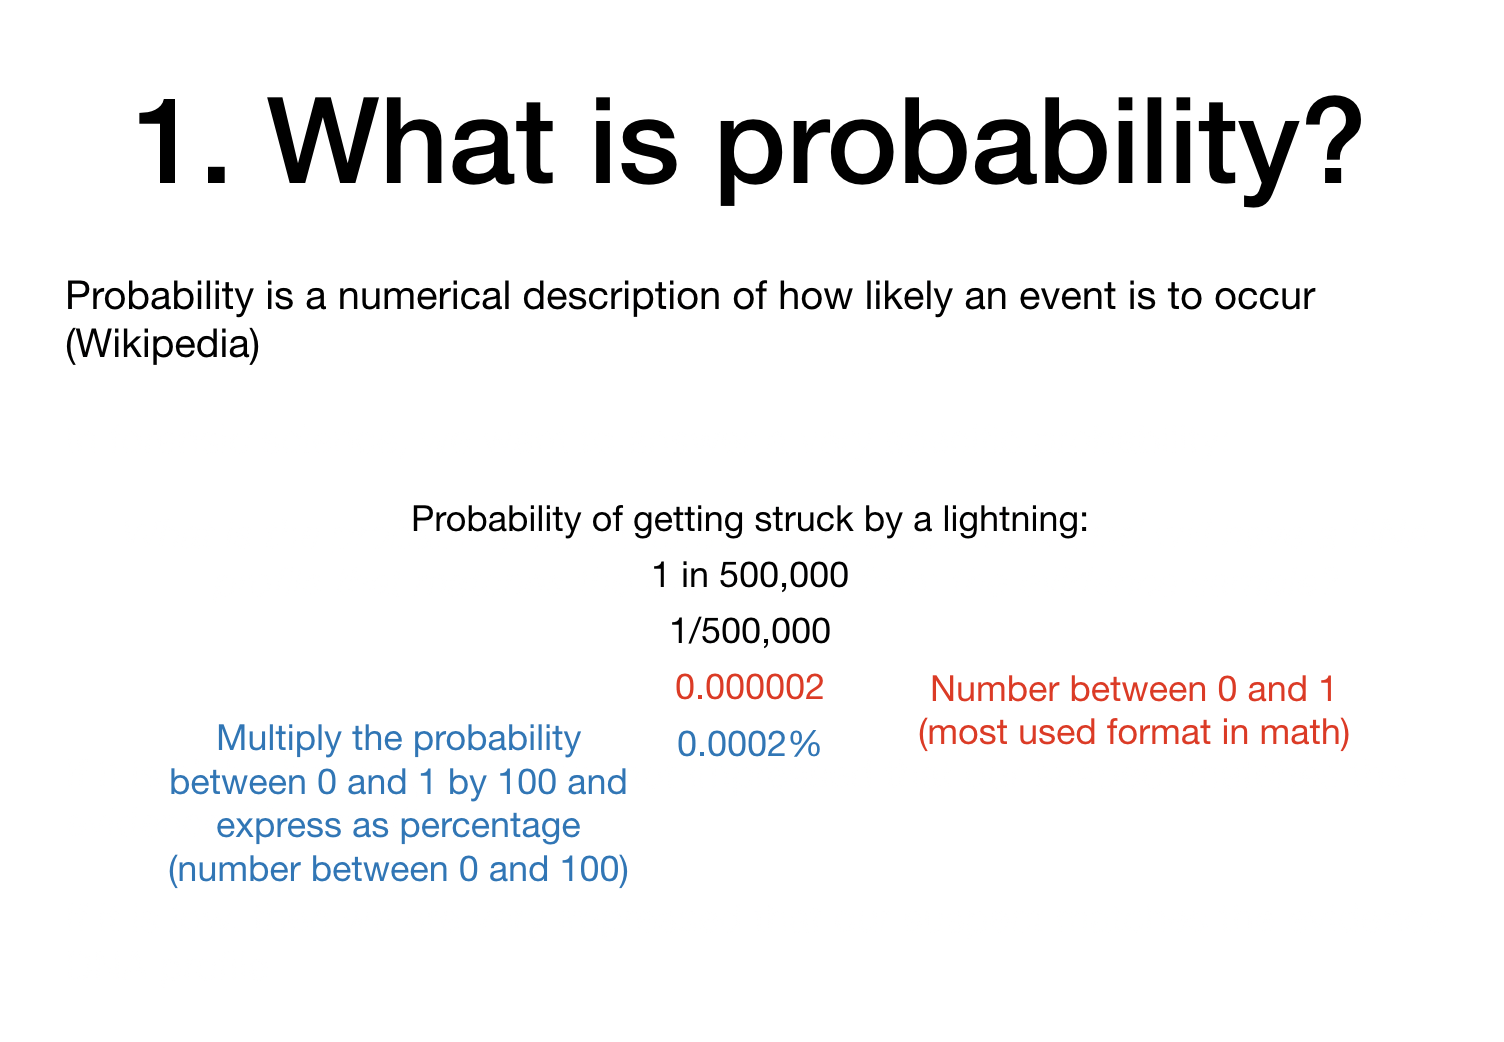 1. What is probability?
Probability is a numerical description of how likely an event is to occur
(Wikipedia)
Probability of getting struck by a lightning:
1 in 500,000
1/500,000
0.000002
Number between 0 and 1
(most used format in math)
0.0002%
Multiply the probability
between 0 and 1 by 100 and
express as percentage
(number between 0 and 100)